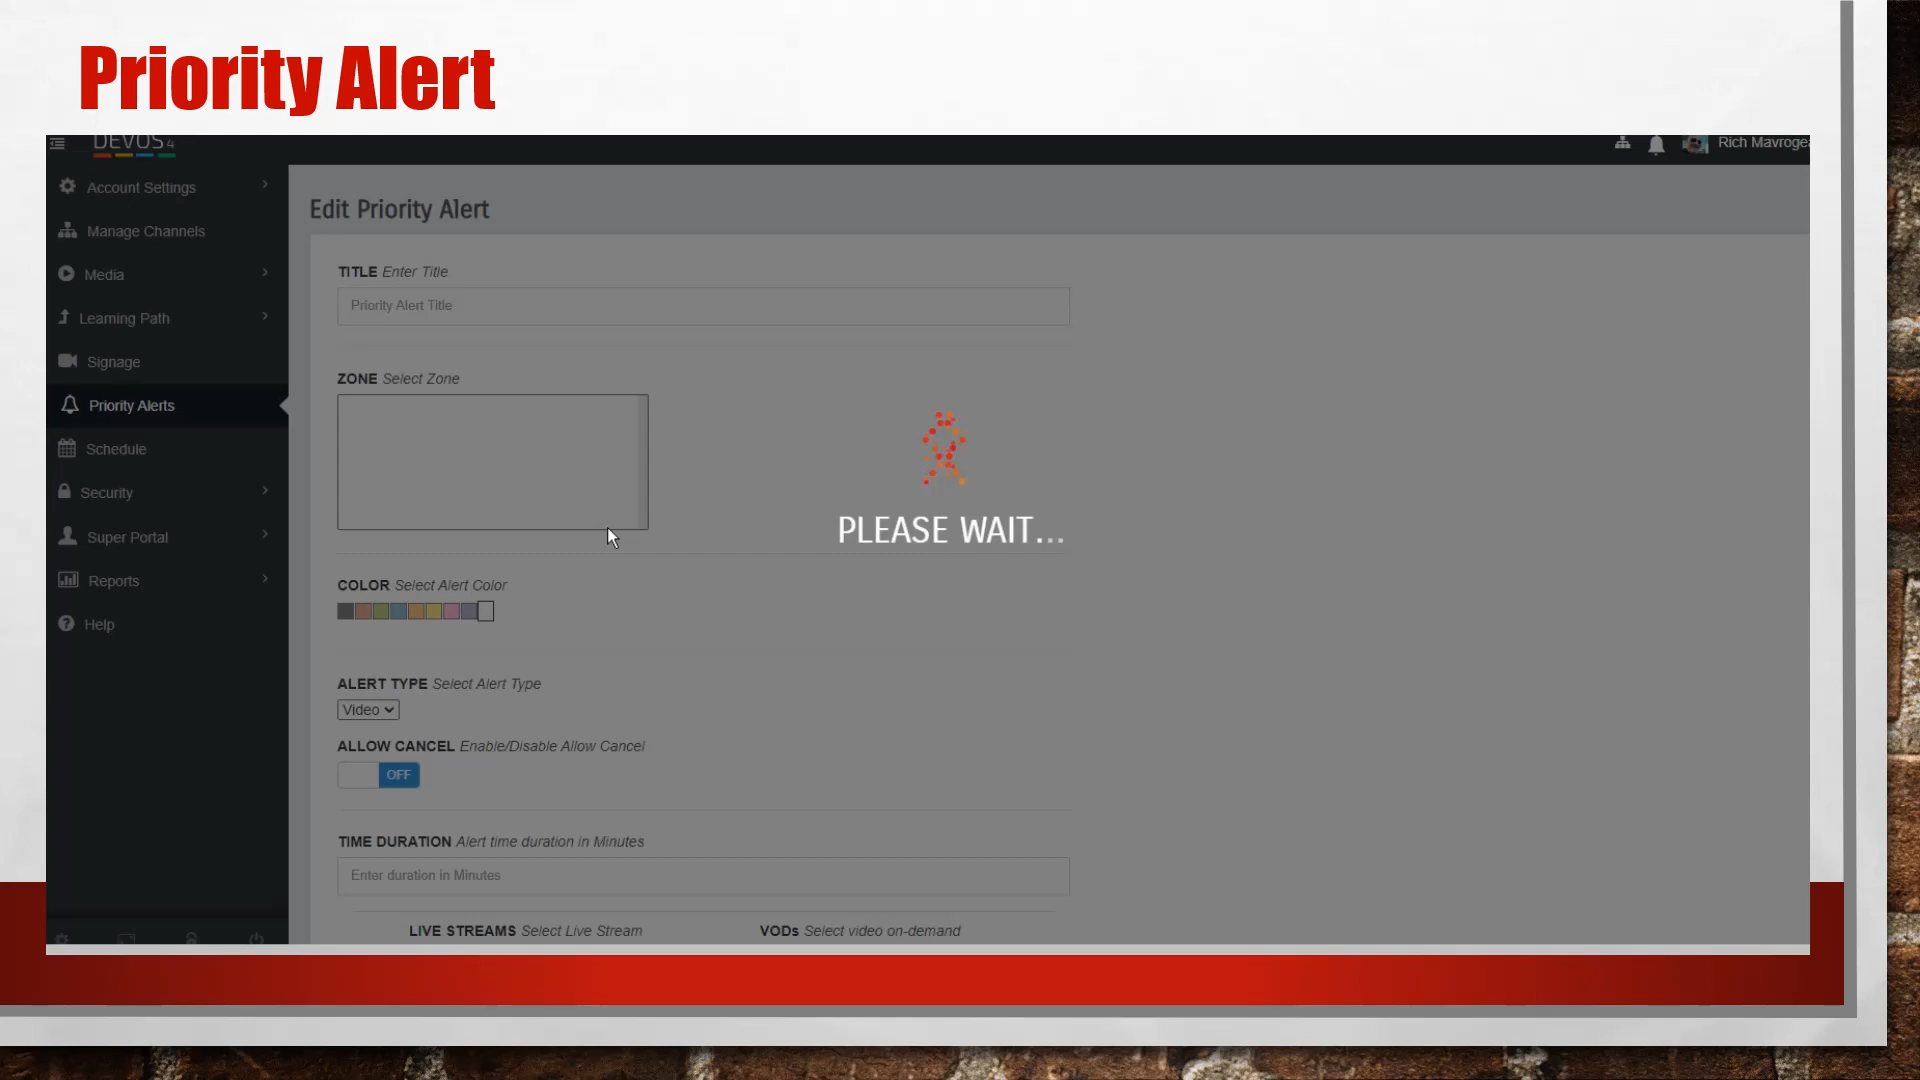 Priority Alert
DEVOS 4
Rich Mavrogea
Account Settings
Manage Channels
Media
Learning Path
Signage
Priority Alerts
Schedule
Security
Super Portal
Reports
Help
Edit Priority Alert
TITLE Enter Title
Priority Alert Title
ZONE Select Zone
PLEASE WAIT...
COLOR Select Alert Color
ALERT TYPE Select Alert Type
Video
ALLOW CANCEL Enable/Disable Allow Cancel
OFF
TIME DURATION Alert time duration in Minutes
Enter duration in Minutes
LIVE STREAMS Select Live Stream
VODs Select video on-demand